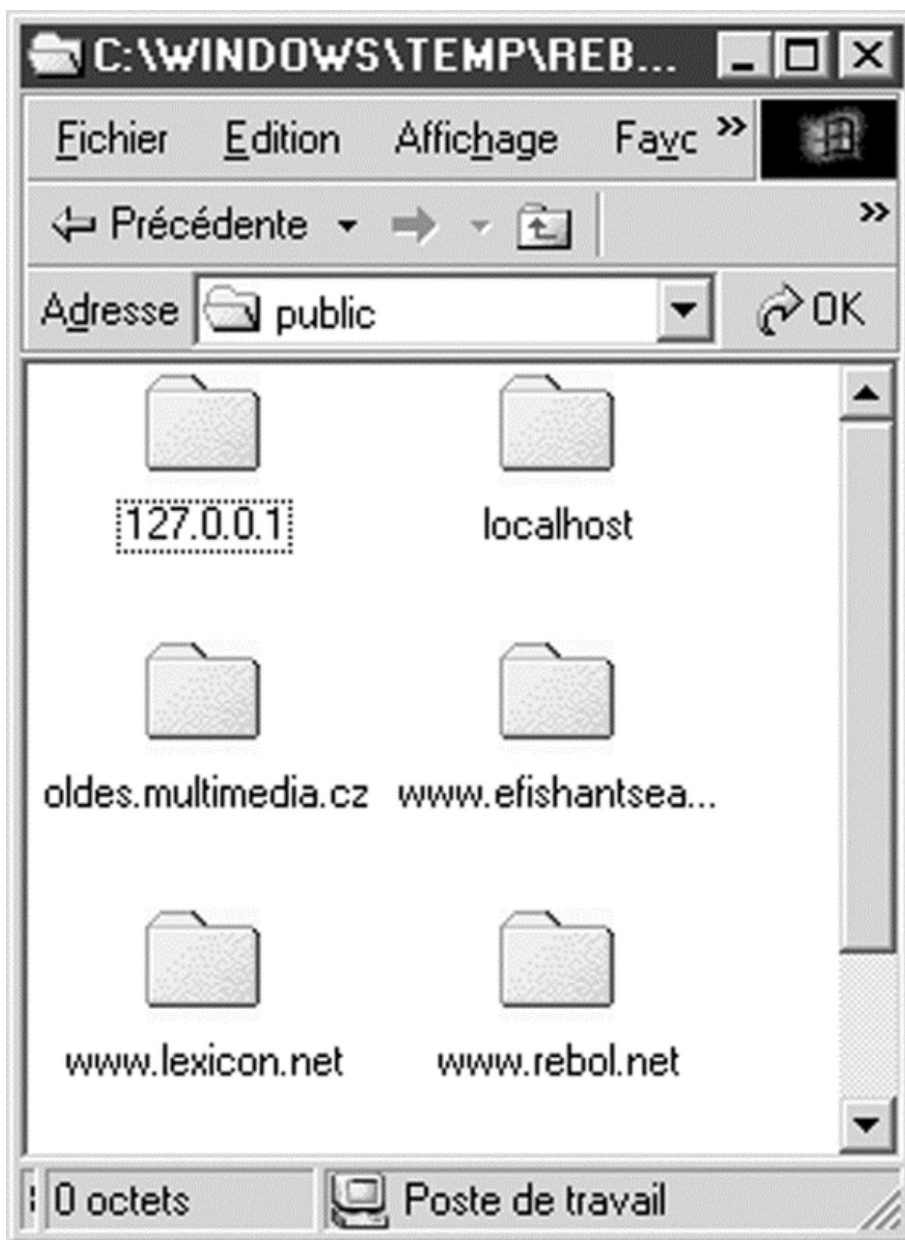 C:\WINDOWS\TEMP\REB...
Fichier Edition Affichage Favc »
Précédente »
Adresse public OK
127.0.0.1 localhost
oldes.multimedia.cz www.efishantsea...
www.lexicon.net www.rebol.net
0 octets Poste de travail